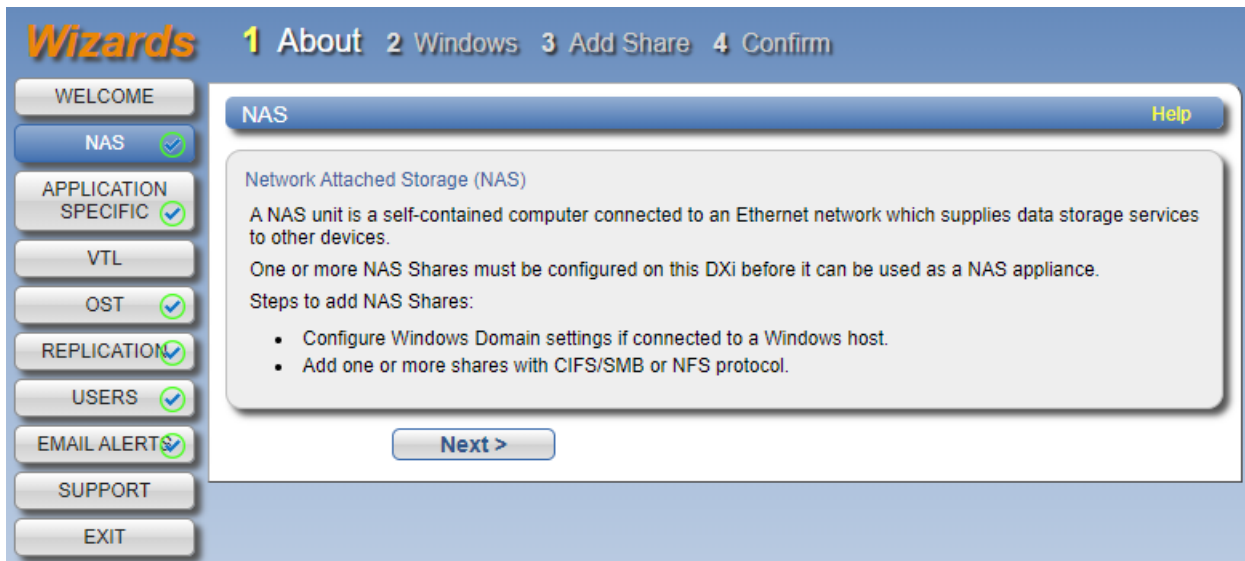 Wizards 1 About 2 Windows 3 Add Share 4 Confirm
WELCOME
NAS
APPLICATION
SPECIFIC
VTL
OST
REPLICATION
USERS
EMAIL ALERTS
SUPPORT
EXIT
NAS Help
Network Attached Storage (NAS)
A NAS unit is a self-contained computer connected to an Ethernet network which supplies data storage services
to other devices.
One or more NAS Shares must be configured on this DXi before it can be used as a NAS appliance.
Steps to add NAS Shares:
• Configure Windows Domain settings if connected to a Windows host.
• Add one or more shares with CIFS/SMB or NFS protocol.
Next >